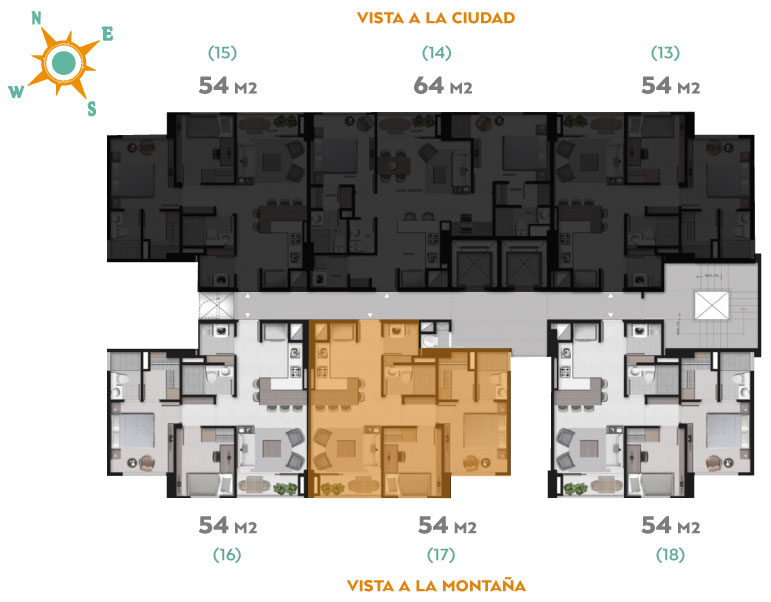 VISTA A LA CIUDAD
N
E
W
S
(15) (14) (13)
54 M2 64 M2 54 M2
54 M2 54 M2 54 M2
(16) (17) (18)
VISTA A LA MONTAÑA